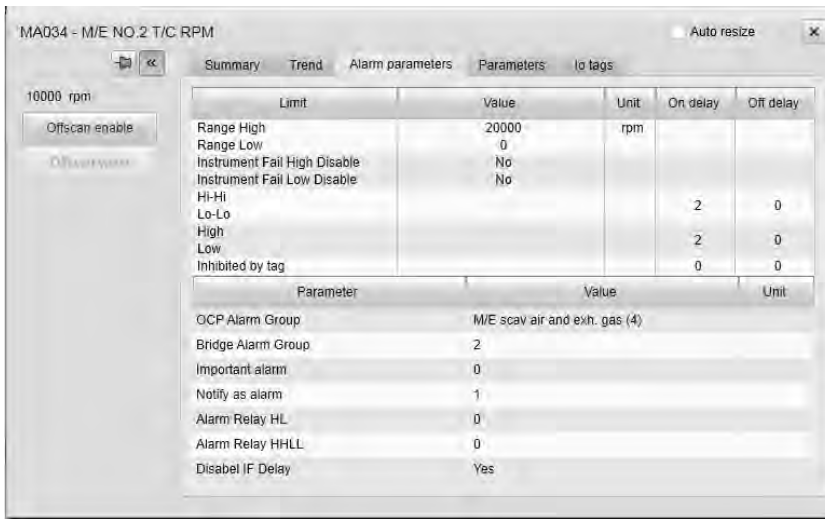 MA034 - M/E NO.2 T/C RPM
Auto resize
Summary Trend Alarm parameters Parameters Io tags
10000 rpm
Offscan enable
Limit Value Unit On delay Off delay
Range High 20000 rpm
Range Low 0
Instrument Fail High Disable No
Instrument Fail Low Disable No
Hi-Hi
2 0
Lo-Lo
High
2 0
Low
Inhibited by tag 0 0
Parameter Value Unit
OCP Alarm Group M/E scav air and exh. gas (4)
Bridge Alarm Group 2
Important alarm 0
Notify as alarm 1
Alarm Relay HL 0
Alarm Relay HHLL 0
Disabel IF Delay Yes